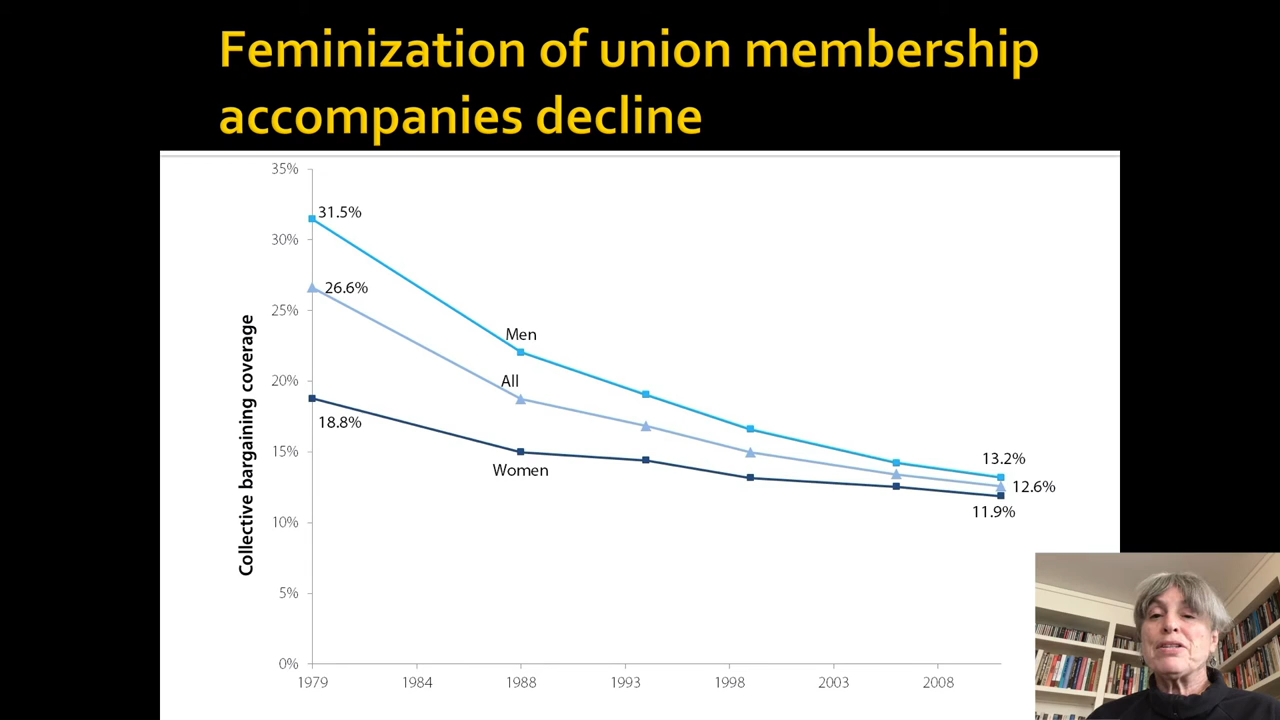 Feminization of union membership
accompanies decline
35%
31.5%
30%
26.6%
25%
Men
20%
All
18.8%
15%
Women
13.2%
12.6%
11.9%
10%
5%
0%
Collective bargaining coverage
1979 1984 1988 1993 1998 2003 2008